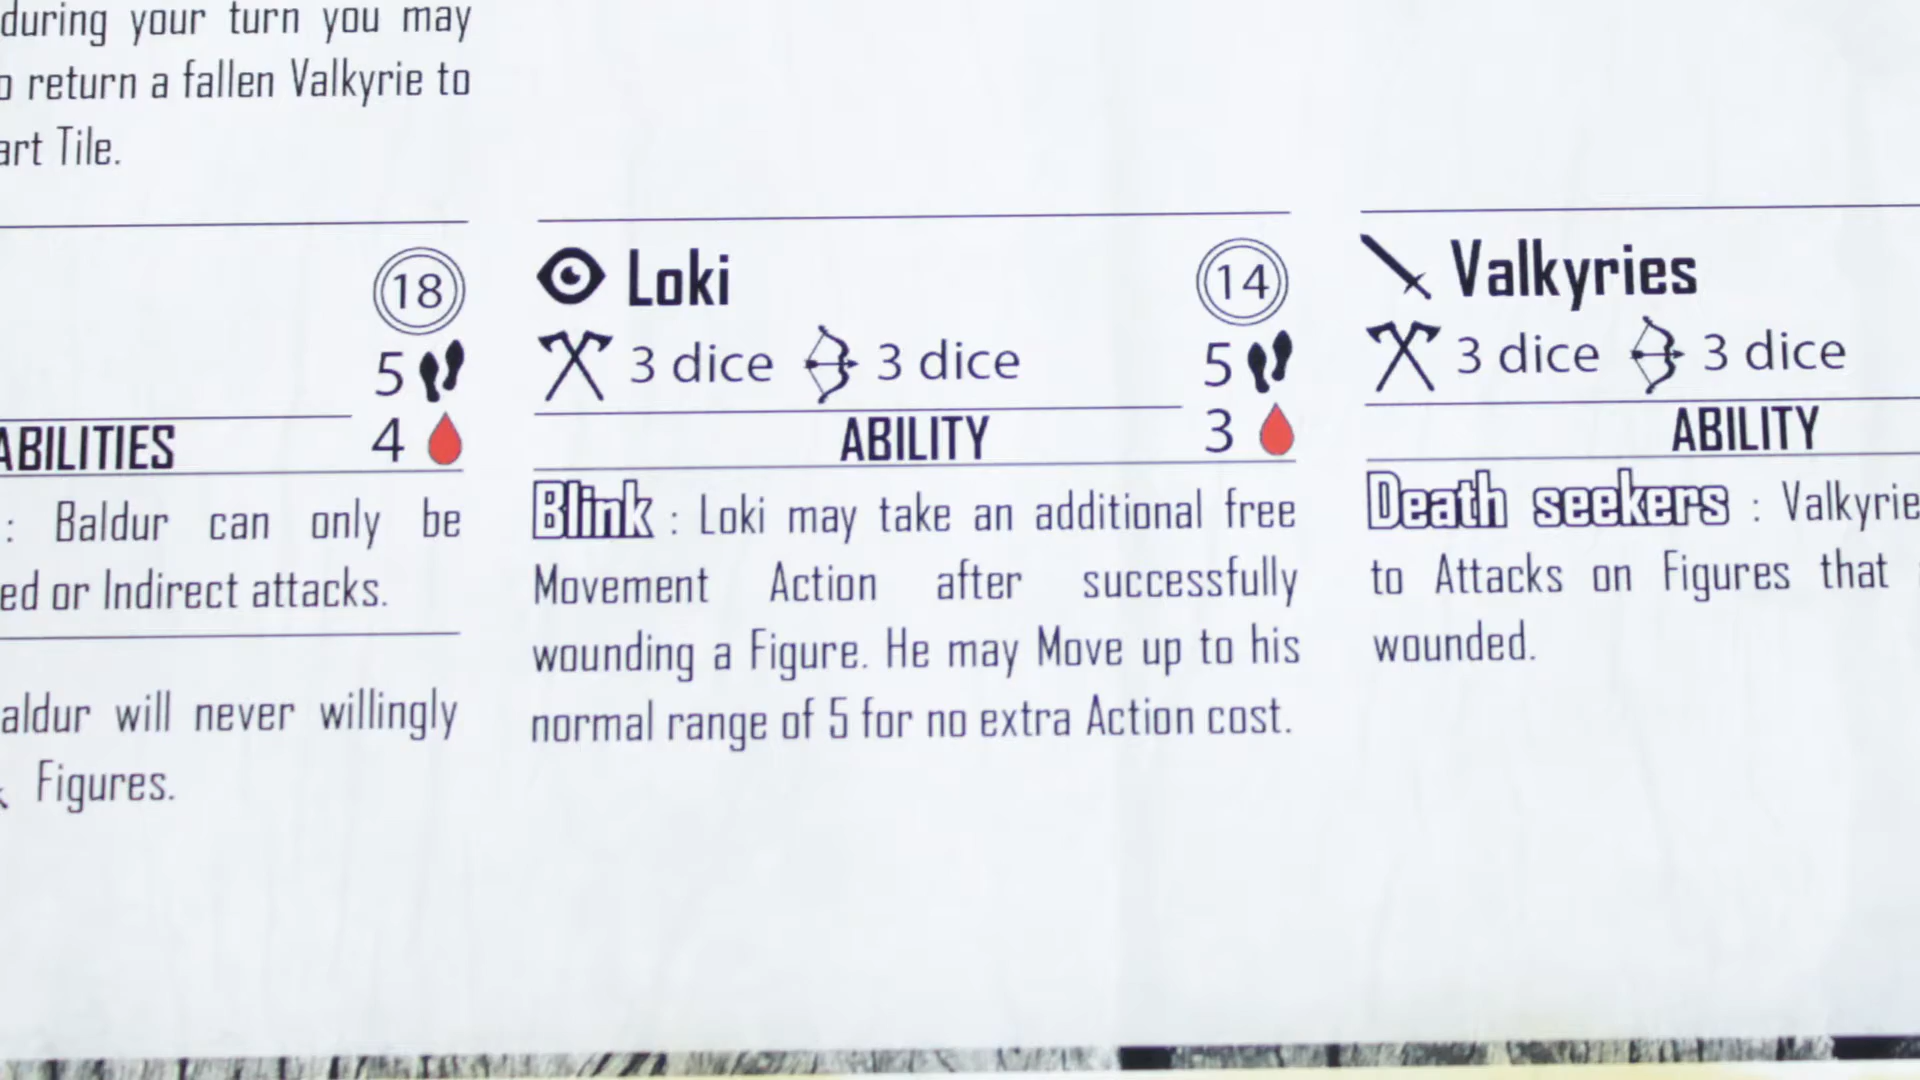 during your turn you may
return a fallen Valkyrie to
Tile.
18
5
4
ABILITIES
: Baldur can only be
or Indirect attacks.
will never willingly
Figures.
Loki
14
3 dice 3 dice
5
ABILITY
3
Blink : Loki may take an additional free
Movement Action after successfully
wounding a Figure. He may Move up to his
normal range of 5 for no extra Action cost.
Valkyries
3 dice 3 dice
ABILITY
Death seekers :
to Attacks on Figures that
wounded.